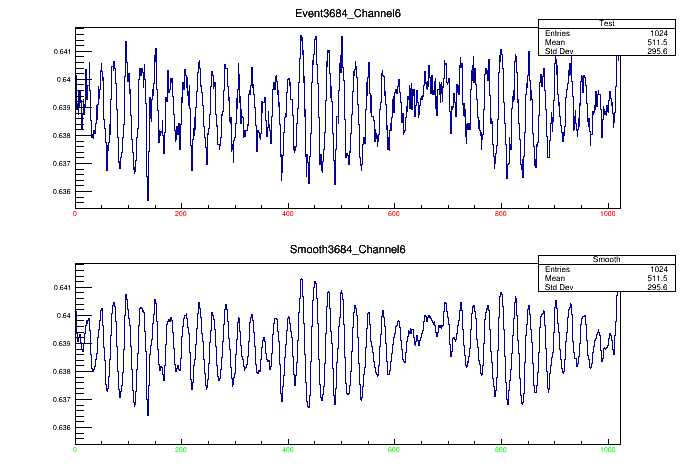 Event3684_Channel6
Test
Entries 1024
Mean 511.5
Std Dev 295.6
0.641
0.64
0.639
0.638
0.637
0.636
0 200 400 600 800 1000
Smooth3684_Channel6
Smooth
Entries 1024
Mean 511.5
Std Dev 295.6
0.641
0.64
0.639
0.638
0.637
0.636
0 200 400 600 800 1000